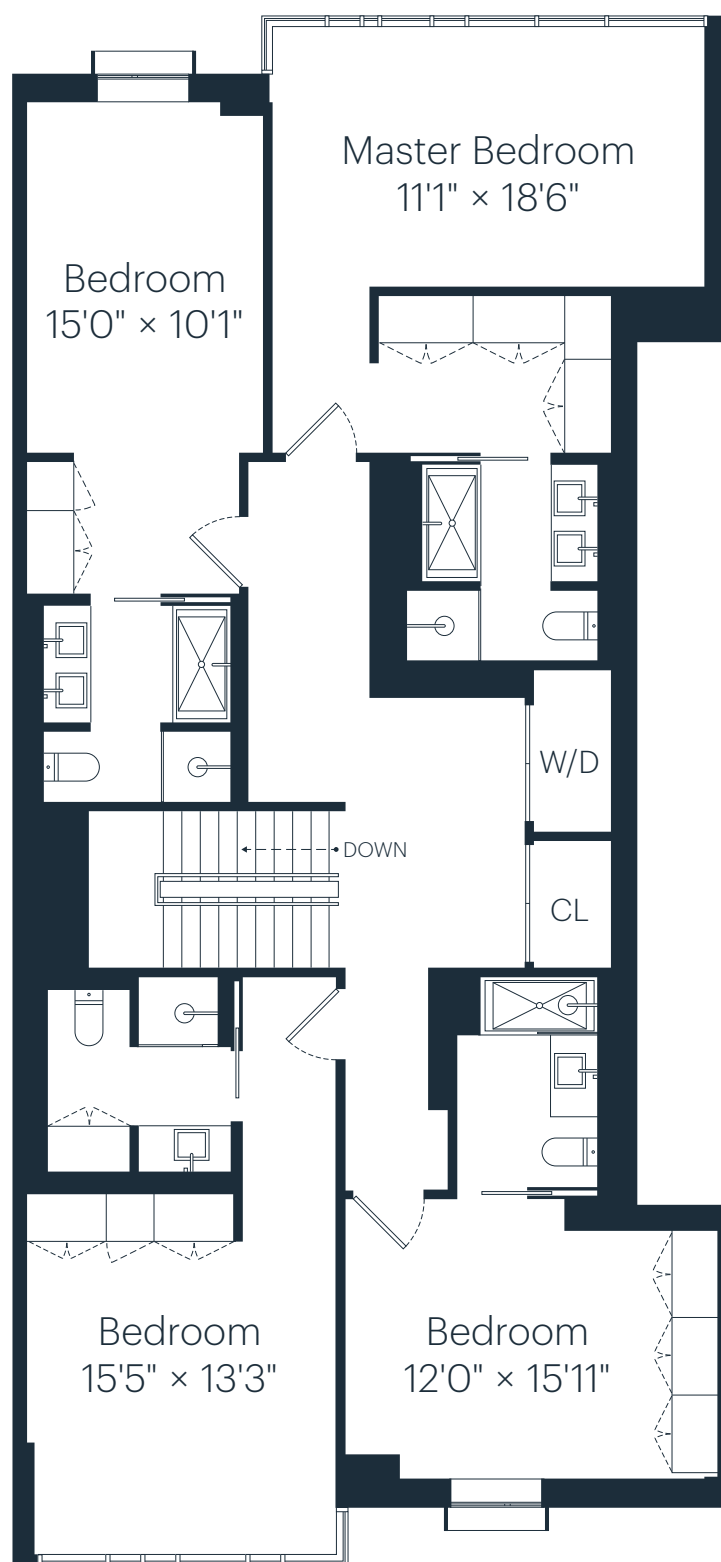 Master Bedroom
11'1" × 18'6"
Bedroom
15'0" × 10'1"
W/D
DOWN
CL
Bedroom
15'5" × 13'3"
Bedroom
12'0" × 15'11"